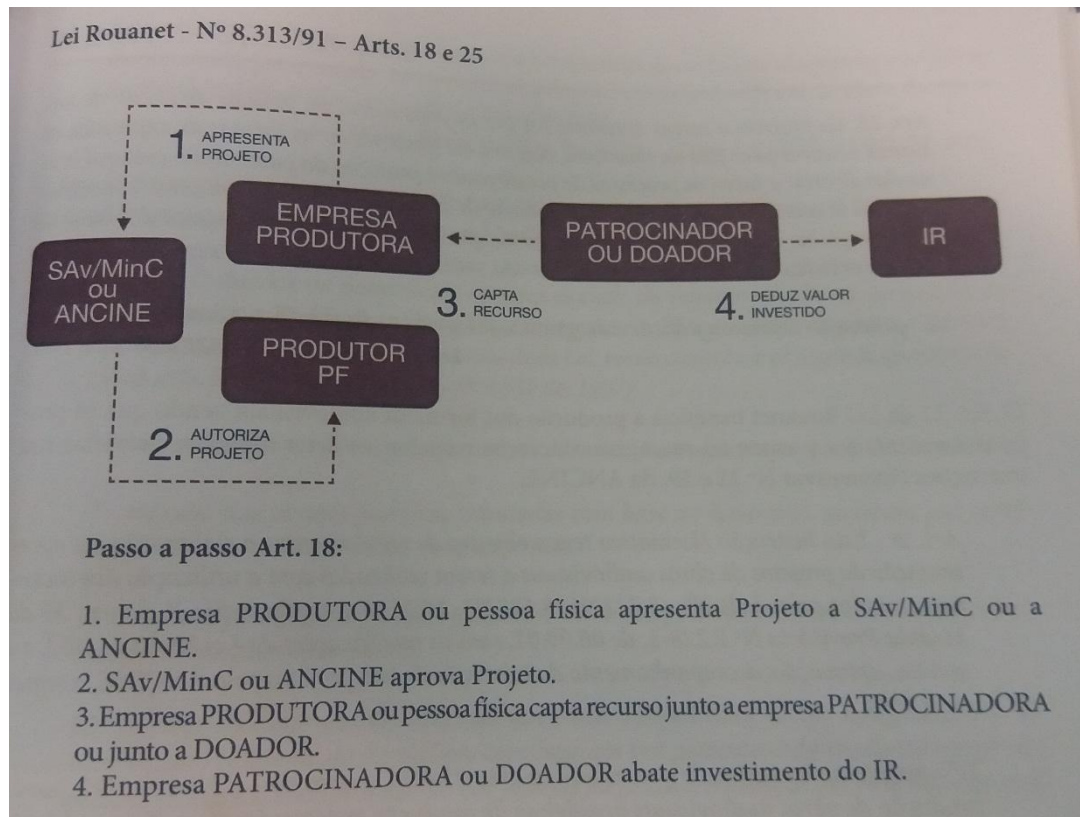 Lei Rouanet - Nº 8.313/91 – Arts. 18 e 25
1. APRESENTA
PROJETO
EMPRESA
PRODUTORA
PATROCINADOR
OU DOADOR
IR
SAv/MinC
ou
ANCINE
3. CAPTA
RECURSO
4. DEDUZ VALOR
INVESTIDO
PRODUTOR
PF
2. AUTORIZA
PROJETO
Passo a passo Art. 18:
1. Empresa PRODUTORA ou pessoa física apresenta Projeto a SAv/MinC ou a
ANCINE.
2. SAv/MinC ou ANCINE aprova Projeto.
3. Empresa PRODUTORA ou pessoa física capta recurso junto a empresa PATROCINADORA
ou junto a DOADOR.
4. Empresa PATROCINADORA ou DOADOR abate investimento do IR.